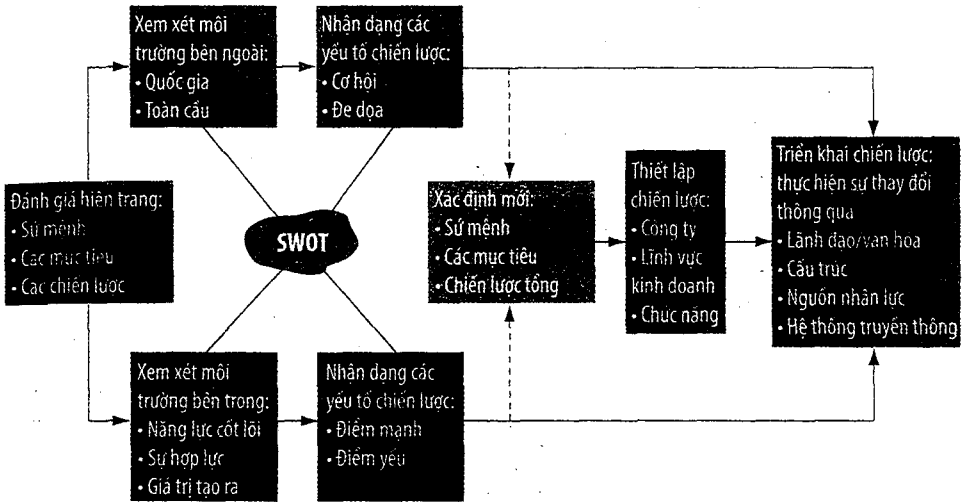 Xem xét môi
trường bên ngoài:
• Quốc gia
• Toàn cầu
Nhận dạng các
yếu tố chiến lược:
• Cơ hội
• Đe dọa
Đánh giá hiện trạng:
• Sứ mệnh
• Các mục tiêu
• Các chiến lược
SWOT
Xem xét môi
trường bên trong:
• Năng lực cốt lõi
• Sự hợp lực
• Giá trị tạo ra
Nhận dạng các
yếu tố chiến lược:
• Điểm mạnh
• Điểm yếu
Xác định mới:
• Sứ mệnh
• Các mục tiêu
• Chiến lược tổng
Thiết lập
chiến lược:
• Công ty
• Lĩnh vực
kinh doanh
• Chức năng
Triển khai chiến lược:
thực hiện sự thay đổi
thông qua
• Lãnh đạo/văn hóa
• Cấu trúc
• Nguồn nhân lực
• Hệ thống truyền thông